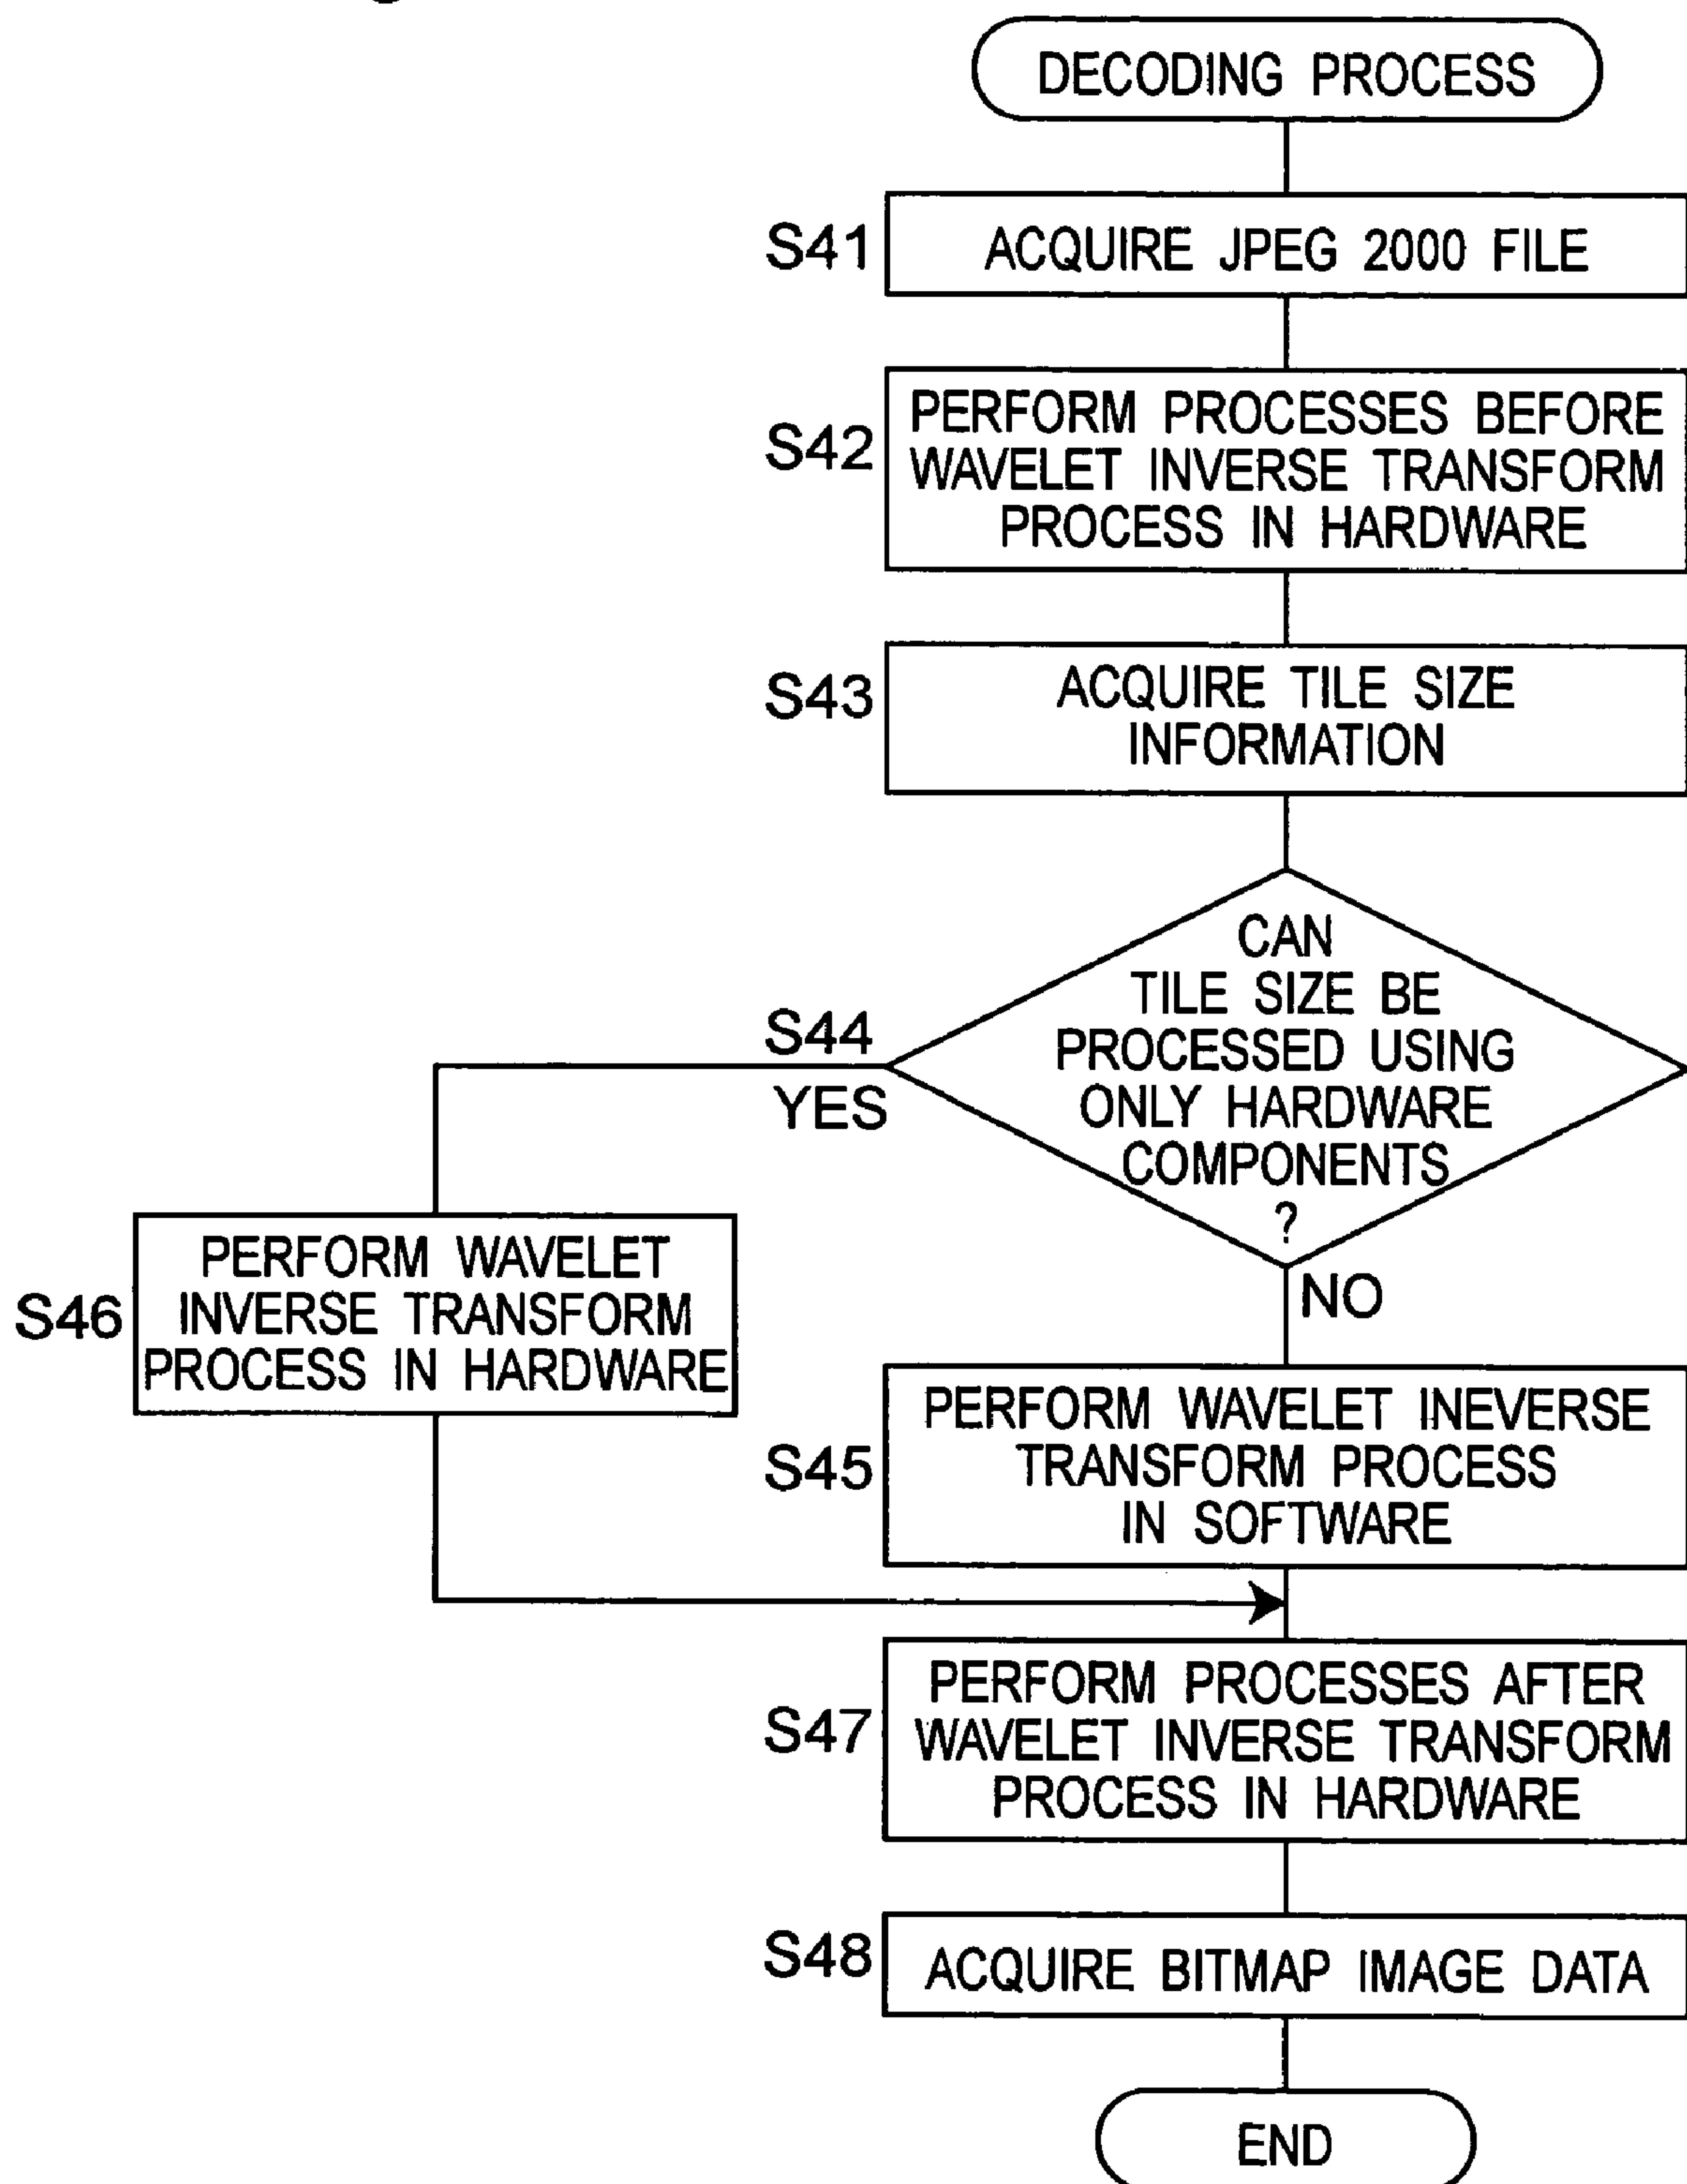 DECODING PROCESS
S41
ACQUIRE JPEG 2000 FILE
S42
PERFORM PROCESSES BEFORE
WAVELET INVERSE TRANSFORM
PROCESS IN HARDWARE
S43
ACQUIRE TILE SIZE
INFORMATION
S44
CAN
TILE SIZE BE
PROCESSED USING
ONLY HARDWARE
COMPONENTS
?
YES
NO
S46
PERFORM WAVELET
INVERSE TRANSFORM
PROCESS IN HARDWARE
S45
PERFORM WAVELET INEVERSE
TRANSFORM PROCESS
IN SOFTWARE
S47
PERFORM PROCESSES AFTER
WAVELET INVERSE TRANSFORM
PROCESS IN HARDWARE
S48
ACQUIRE BITMAP IMAGE DATA
END